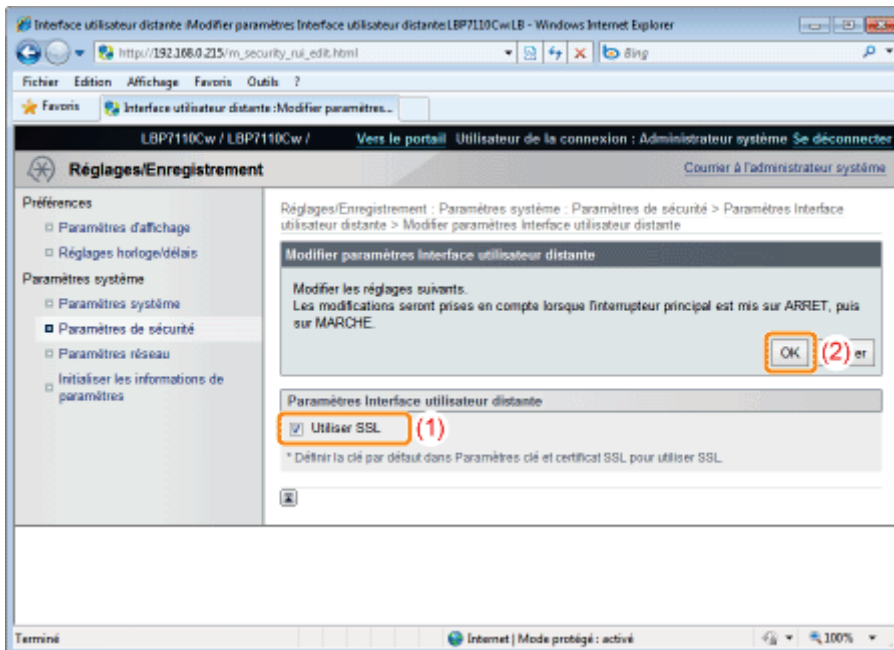 Interface utilisateur distante :Modifier paramètres Interface utilisateur distante:LBP7110Cw:LB - Windows Internet Explorer
http://192.168.0.215/m_security_rui_edit.html
Bing
Fichier Edition Affichage Favoris Outils ?
Favoris
Interface utilisateur distante :Modifier paramètres...
LBP7110Cw / LBP7110Cw /
Vers le portail Utilisateur de la connexion : Administrateur système Se déconnecter
Réglages/Enregistrement
Courrier à l'administrateur système
Préférences
Paramètres d'affichage
Réglages horloge/délais
Paramètres système
Paramètres système
Paramètres de sécurité
Paramètres réseau
Initialiser les informations de
paramètres
Réglages/Enregistrement : Paramètres système : Paramètres de sécurité > Paramètres Interface
utilisateur distante > Modifier paramètres Interface utilisateur distante
Modifier paramètres Interface utilisateur distante
Modifier les réglages suivants.
Les modifications seront prises en compte lorsque l'interrupteur principal est mis sur ARRET, puis
sur MARCHE.
OK (2) er
Paramètres Interface utilisateur distante
Utiliser SSL (1)
* Définir la clé par défaut dans Paramètres clé et certificat SSL pour utiliser SSL.
Terminé
Internet | Mode protégé : activé
100%